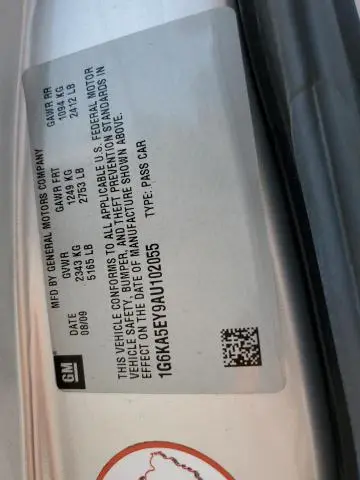 GM
MFD BY GENERAL MOTORS COMPANY
DATE GVWR GAWR FRT GAWR RR
08/09 2343 KG 1249 KG 1094 KG
5165 LB 2753 LB 2412 LB
THIS VEHICLE CONFORMS TO ALL APPLICABLE U.S. FEDERAL MOTOR
VEHICLE SAFETY, BUMPER, AND THEFT PREVENTION STANDARDS IN
EFFECT ON THE DATE OF MANUFACTURE SHOWN ABOVE.
1G6KA5EY9AU102055 TYPE: PASS CAR